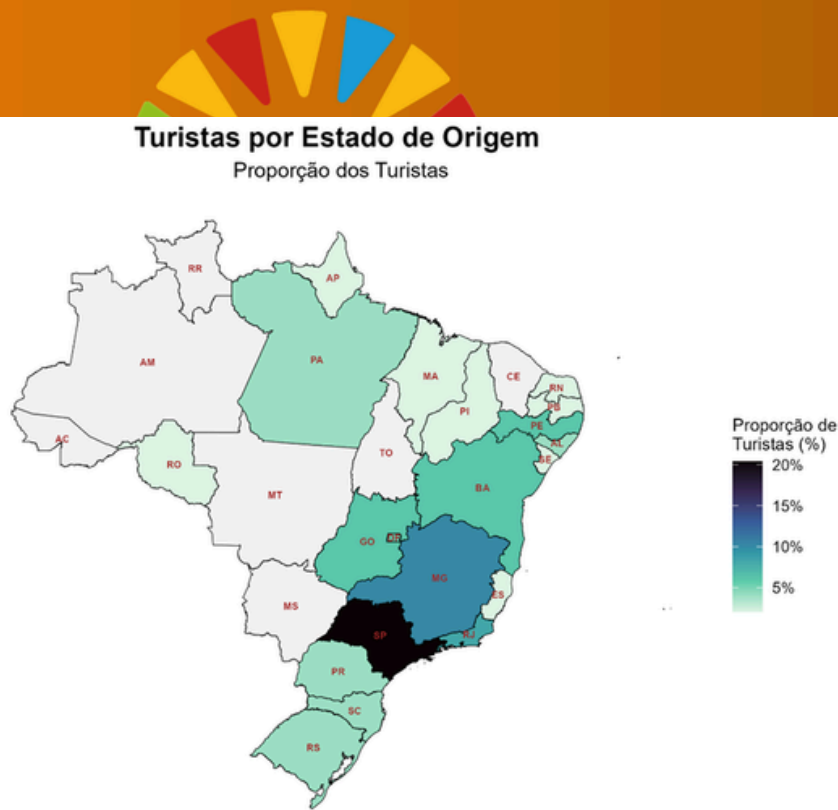 Turistas por Estado de Origem
Proporção dos Turistas
RR
AP
AM
PA
MA
CE
RN
PB
PI
PE
AL
SE
AC
RO
TO
MT
BA
GO
DF
MG
ES
MS
SP
RJ
PR
SC
RS
Proporção de
Turistas (%)
20%
15%
10%
5%